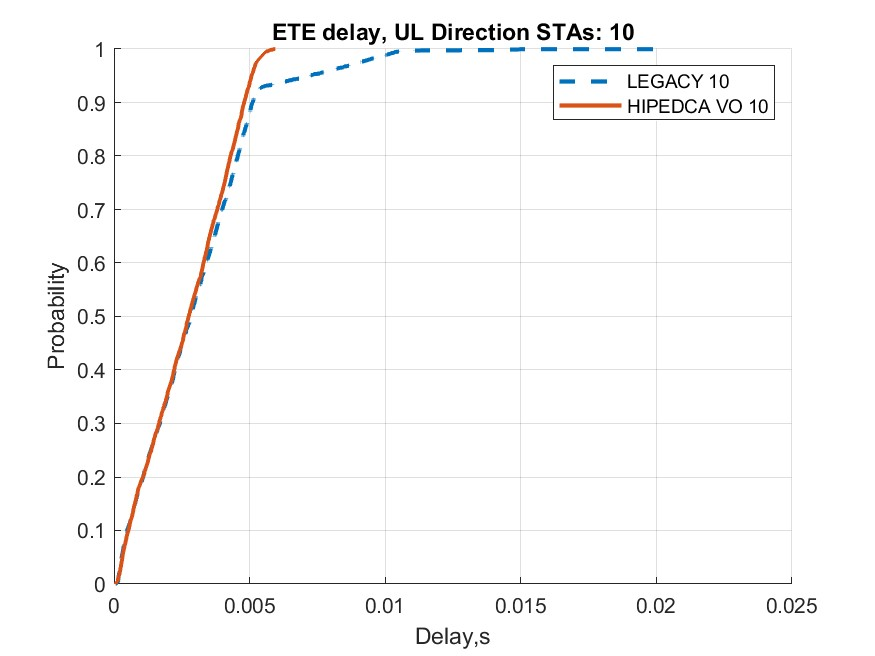 ETE delay, UL Direction STAs: 10
1
0.9
0.8
0.7
0.6
0.5
0.4
0.3
0.2
0.1
0
Probability
LEGACY 10
HIPEDCA VO 10
0 0.005 0.01 0.015 0.02 0.025
Delay,s